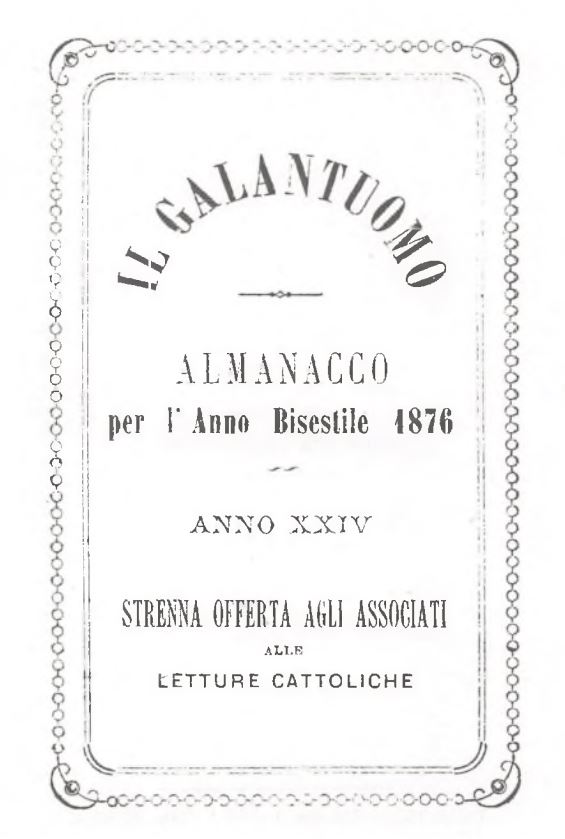 IL GALANTUOMO
ALMANACCO
per l' Anno Bisestile 1876
ANNO XXIV
STRENNA OFFERTA AGLI ASSOCIATI
ALLE
LETTURE CATTOLICHE